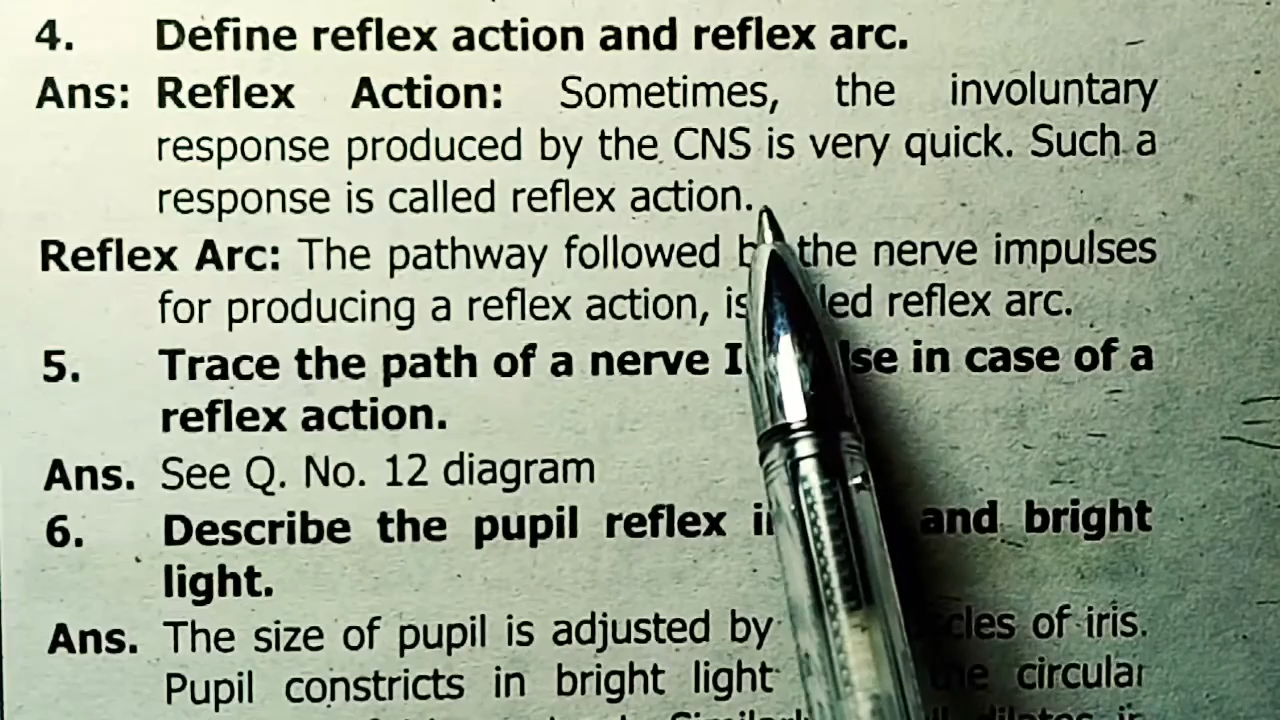 4. Define reflex action and reflex arc.
Ans: Reflex Action: Sometimes, the involuntary
response produced by the CNS is very quick. Such a
response is called reflex action.
Reflex Arc: The pathway followed the nerve impulses
for producing a reflex action, is reflex arc.
5. Trace the path of a nerve in case of a
reflex action.
Ans. See Q. No. 12 diagram
6. Describe the pupil reflex and bright
light.
Ans. The size of pupil is adjusted by of iris.
Pupil constricts in bright light circular